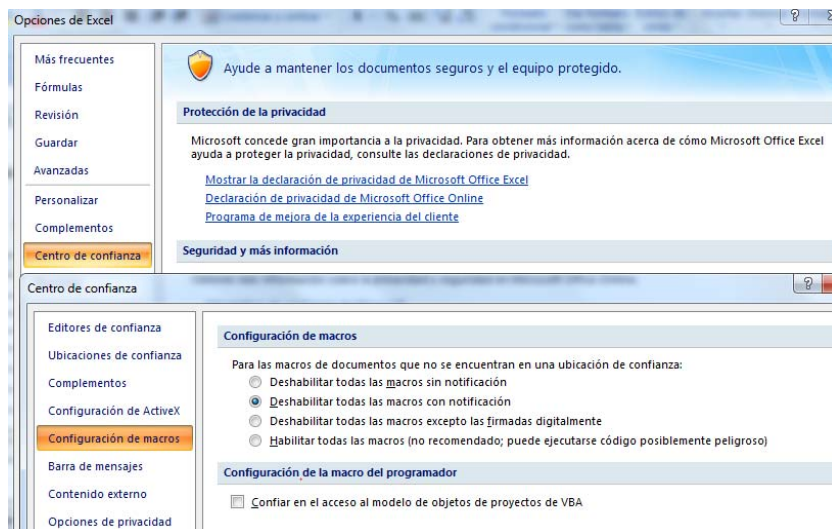 Opciones de Excel
Más frecuentes
Fórmulas
Revisión
Guardar
Avanzadas
Personalizar
Complementos
Centro de confianza
Ayude a mantener los documentos seguros y el equipo protegido.
Protección de la privacidad
Microsoft concede gran importancia a la privacidad. Para obtener más información acerca de cómo Microsoft Office Excel
ayuda a proteger la privacidad, consulte las declaraciones de privacidad.
Mostrar la declaración de privacidad de Microsoft Office Excel
Declaración de privacidad de Microsoft Office Online
Programa de mejora de la experiencia del cliente
Seguridad y más información
Centro de confianza
Editores de confianza
Ubicaciones de confianza
Complementos
Configuración de ActiveX
Configuración de macros
Barra de mensajes
Contenido externo
Opciones de privacidad
Configuración de macros
Para las macros de documentos que no se encuentran en una ubicación de confianza:
Deshabilitar todas las macros sin notificación
Deshabilitar todas las macros con notificación
Deshabilitar todas las macros excepto las firmadas digitalmente
Habilitar todas las macros (no recomendado; puede ejecutarse código posiblemente peligroso)
Configuración de la macro del programador
Confiar en el acceso al modelo de objetos de proyectos de VBA